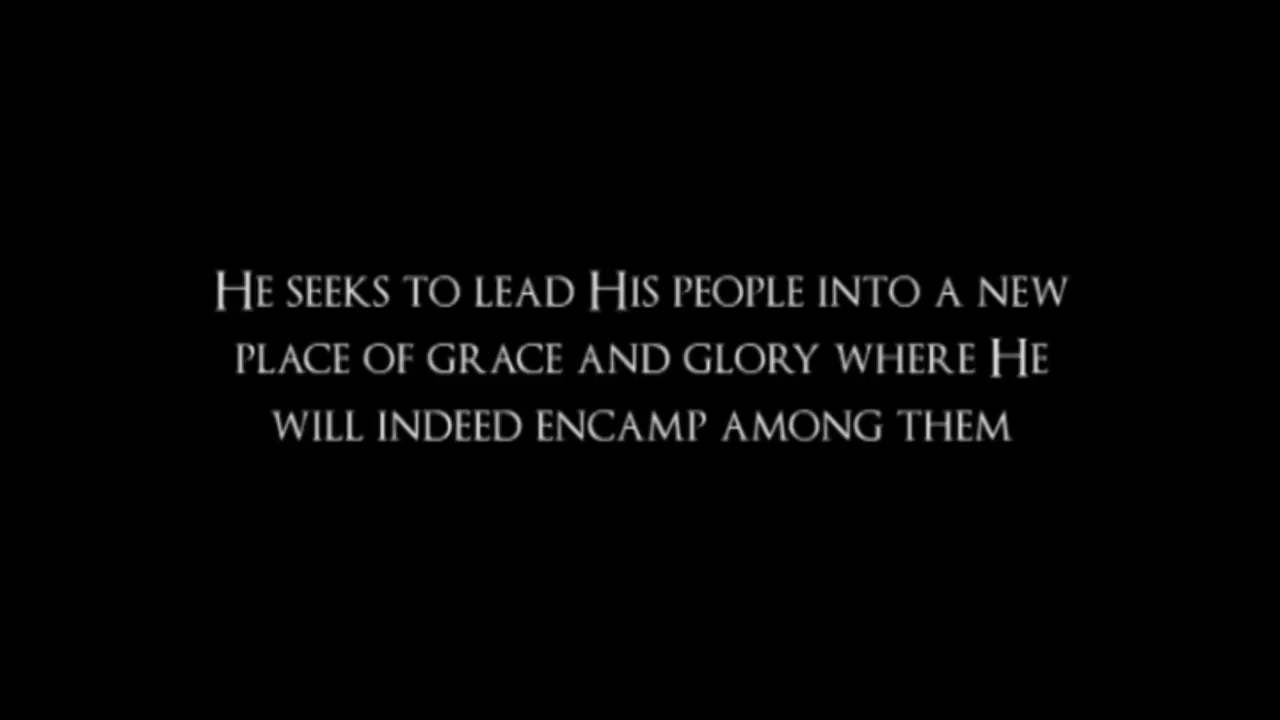 He seeks to lead His people into a new
place of grace and glory where He
will indeed encamp among them